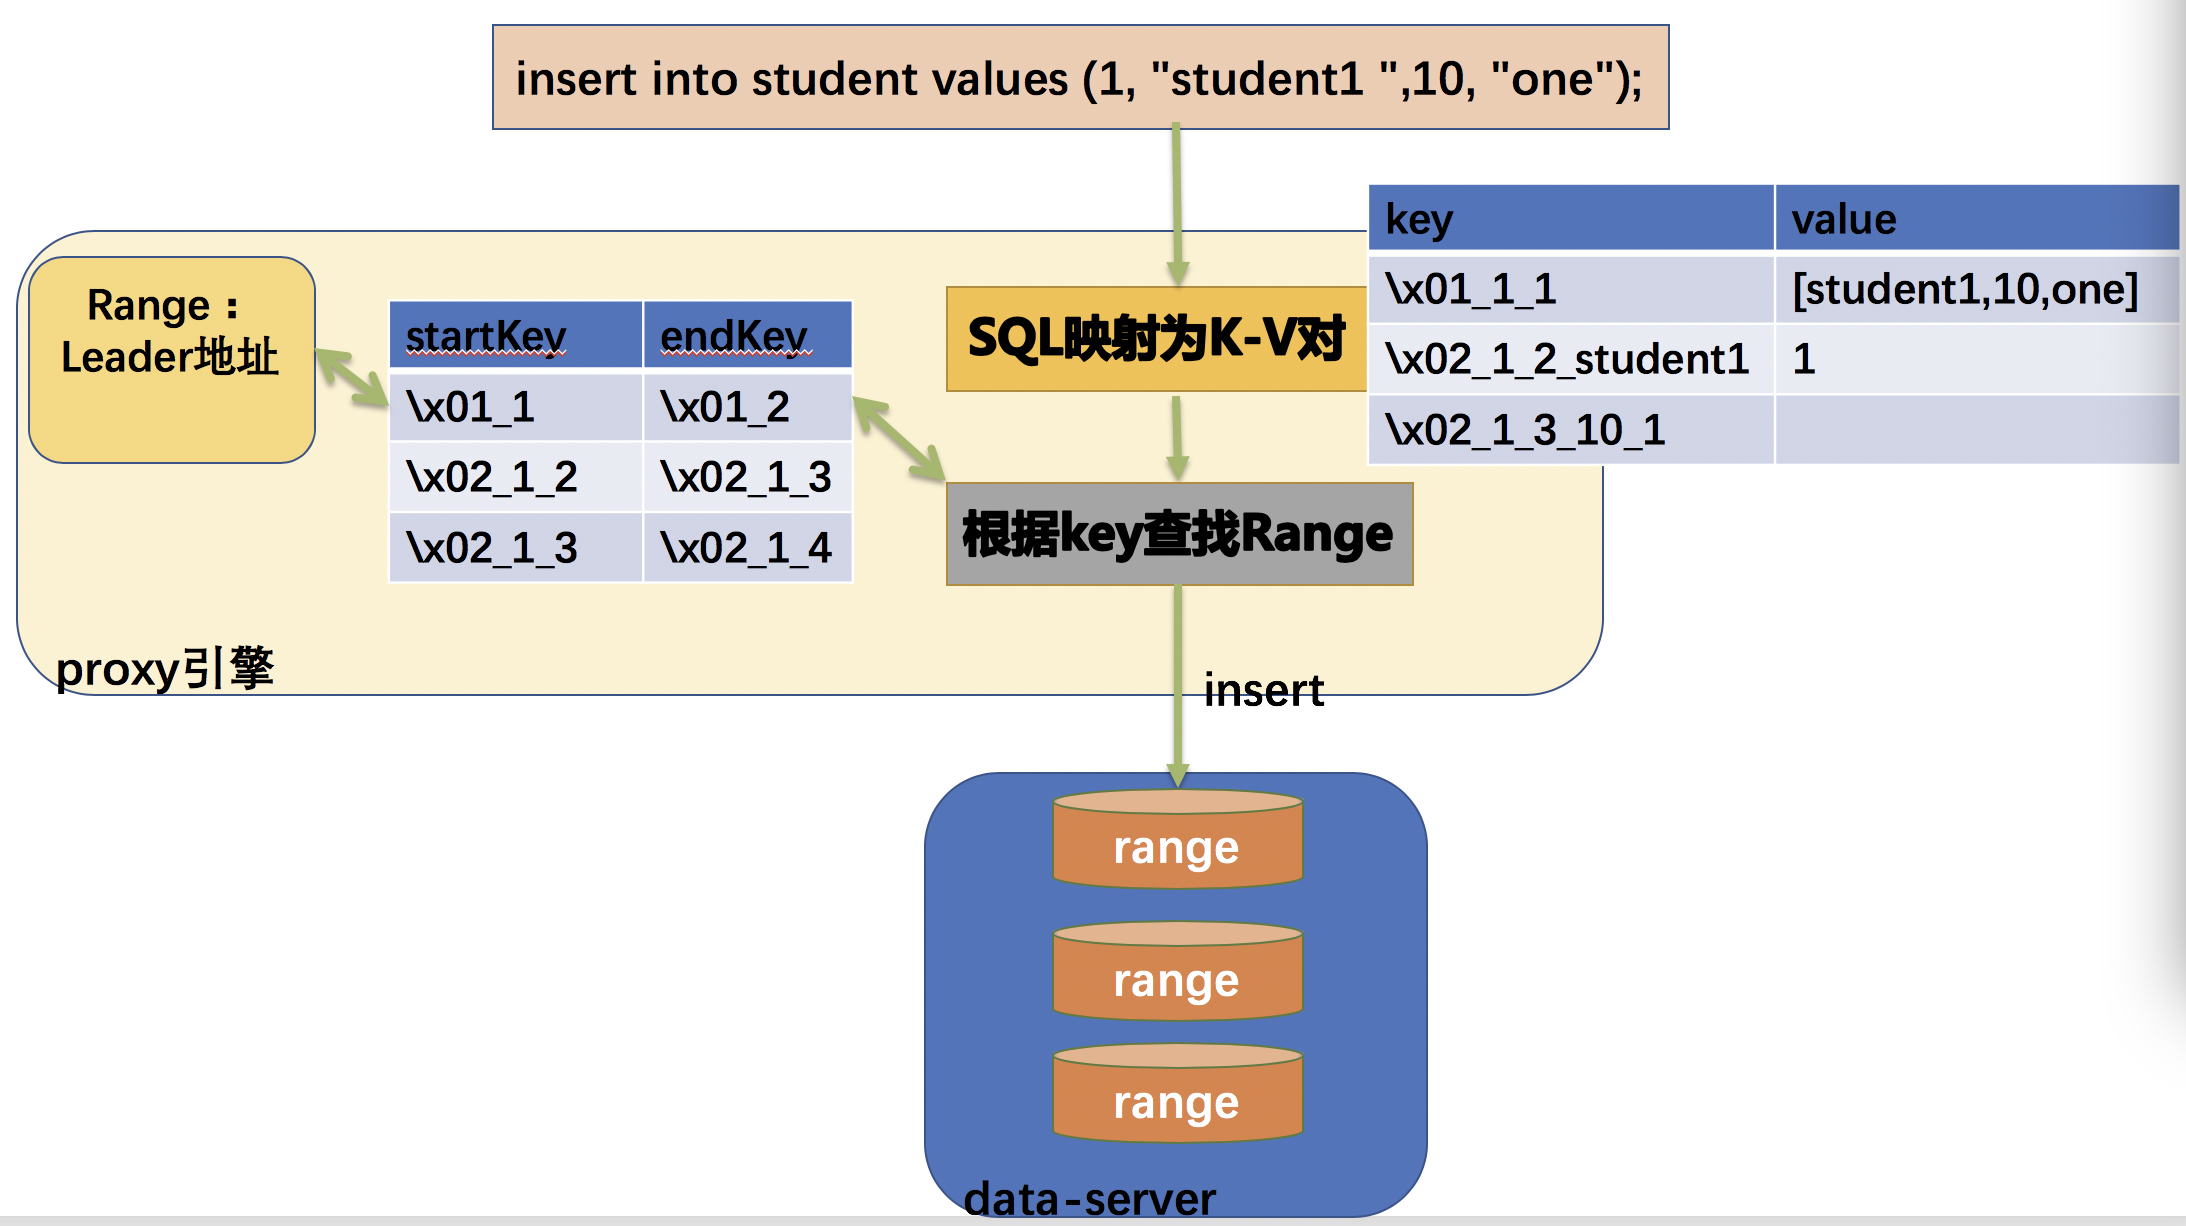 insert into student values (1, "student1 ",10, "one");
key value
\x01_1_1 [student1,10,one]
\x02_1_2_student1 1
\x02_1_3_10_1
Range：
Leader地址
startKey endKey
\x01_1 \x01_2
\x02_1_2 \x02_1_3
\x02_1_3 \x02_1_4
SQL映射为K-V对
根据key查找Range
proxy引擎
insert
range
range
range
data-server